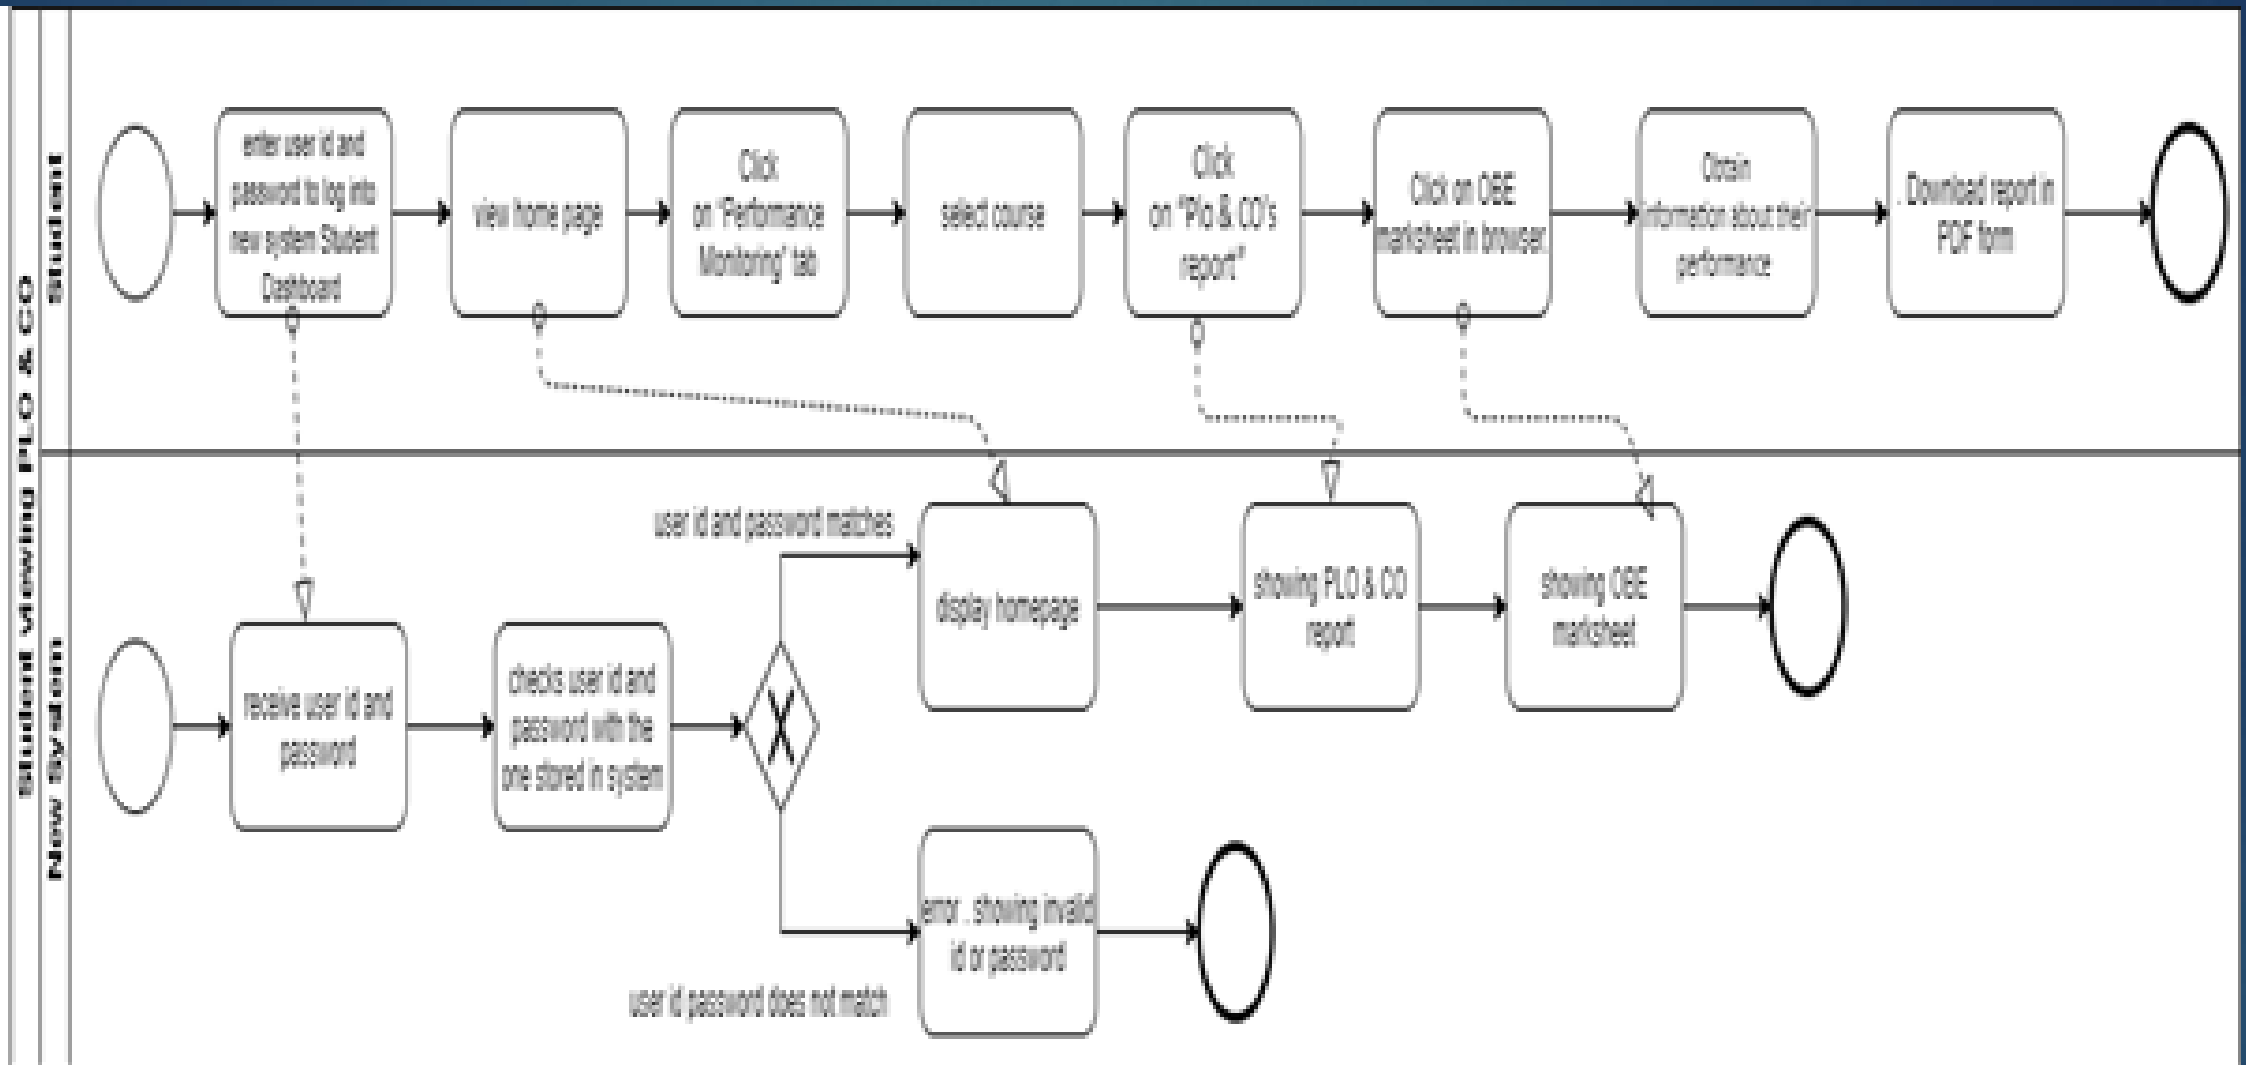 Student viewing PLO & CO
Student
enter user id and
password to log into
new system Student
Dashboard
view home page
Click
on "Performance
Monitoring" tab
select course
Click
on "Plo & CO's
report"
Click on OBE
marksheet in browser.
Obtain
information about their
performance
. Download report in
PDF form
New System
receive user id and
password
checks user id and
password with the
one stored in system
user id and password matches
display homepage
showing PLO & CO
report
showing OBE
marksheet
error . showing invalid
id or password
user id password does not match